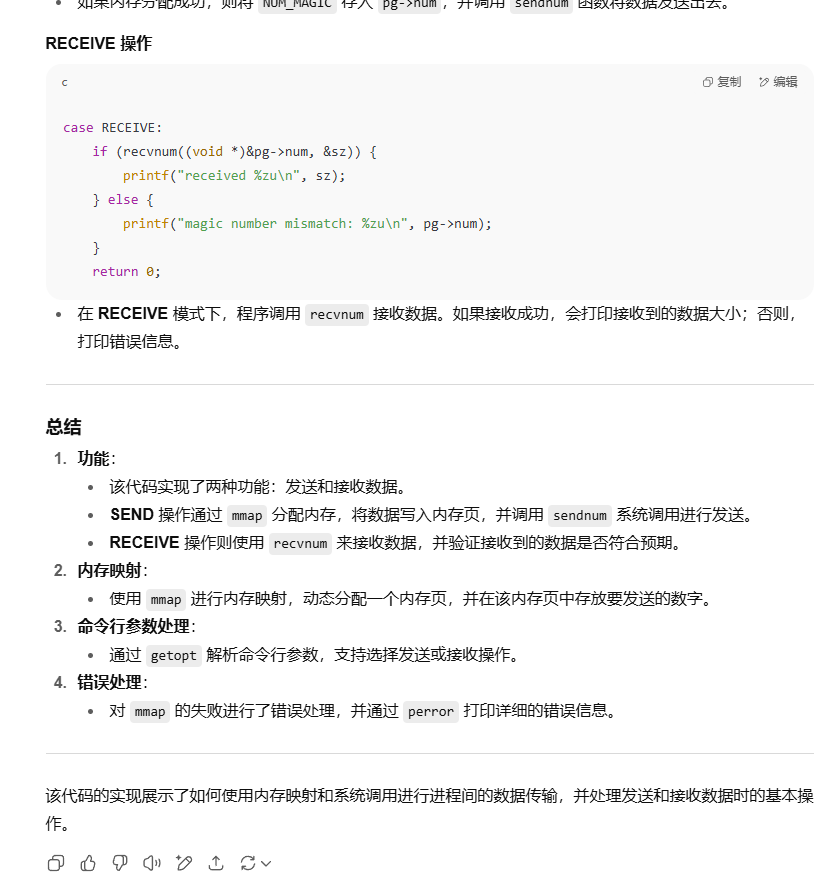 如果内存分配成功，则将 NUM_MAGIC 存入 pg->num，并调用 sendnum 函数将数据发送出去。
RECEIVE 操作
c
复制 编辑
case RECEIVE:
    if (recvnum((void *)&pg->num, &sz)) {
        printf("received %zu\n", sz);
    } else {
        printf("magic number mismatch: %zu\n", pg->num);
    }
    return 0;
• 在 RECEIVE 模式下，程序调用 recvnum 接收数据。如果接收成功，会打印接收到的数据大小；否则，
打印错误信息。
总结
1. 功能：
• 该代码实现了两种功能：发送和接收数据。
• SEND 操作通过 mmap 分配内存，将数据写入内存页，并调用 sendnum 系统调用进行发送。
• RECEIVE 操作则使用 recvnum 来接收数据，并验证接收到的数据是否符合预期。
2. 内存映射：
• 使用 mmap 进行内存映射，动态分配一个内存页，并在该内存页中存放要发送的数字。
3. 命令行参数处理：
• 通过 getopt 解析命令行参数，支持选择发送或接收操作。
4. 错误处理：
• 对 mmap 的失败进行了错误处理，并通过 perror 打印详细的错误信息。
该代码的实现展示了如何使用内存映射和系统调用进行进程间的数据传输，并处理发送和接收数据时的基本操
作。